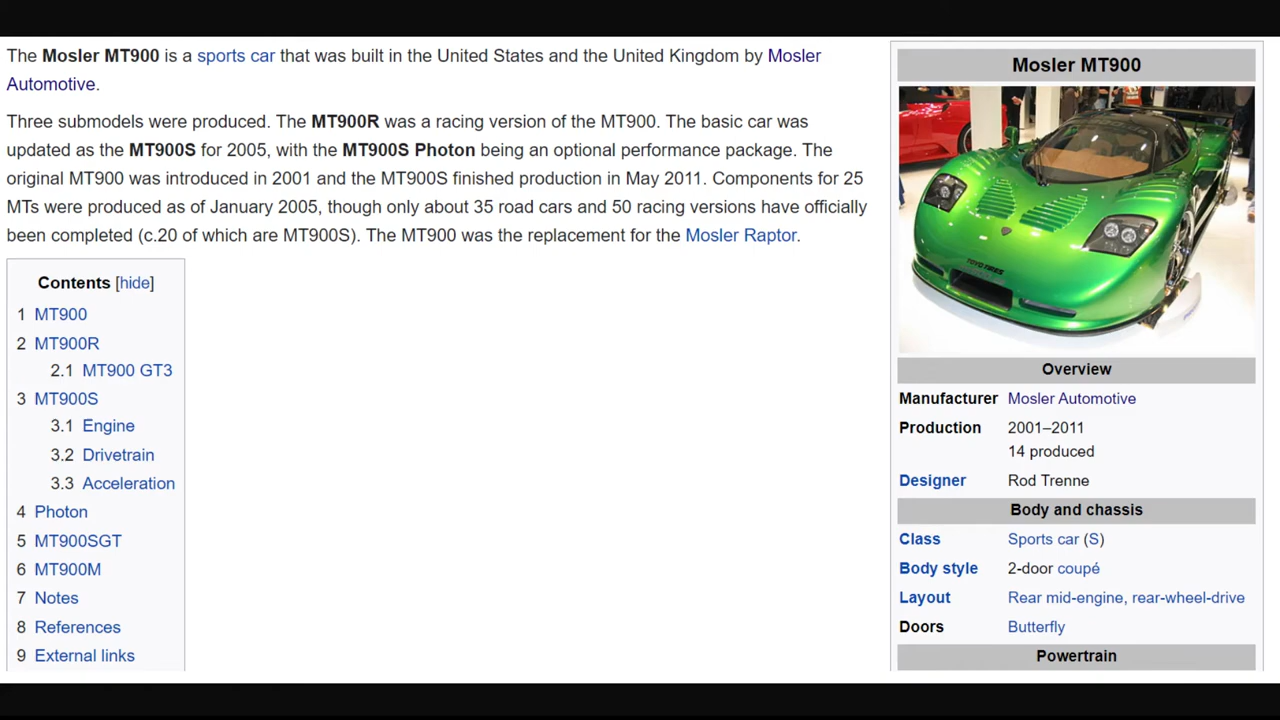 The Mosler MT900 is a sports car that was built in the United States and the United Kingdom by Mosler
Automotive.
Three submodels were produced. The MT900R was a racing version of the MT900. The basic car was
updated as the MT900S for 2005, with the MT900S Photon being an optional performance package. The
original MT900 was introduced in 2001 and the MT900S finished production in May 2011. Components for 25
MTs were produced as of January 2005, though only about 35 road cars and 50 racing versions have officially
been completed (c.20 of which are MT900S). The MT900 was the replacement for the Mosler Raptor.
Contents [hide]
1 MT900
2 MT900R
2.1 MT900 GT3
3 MT900S
3.1 Engine
3.2 Drivetrain
3.3 Acceleration
4 Photon
5 MT900SGT
6 MT900M
7 Notes
8 References
9 External links
Mosler MT900
TOYO TIRES
Overview
Manufacturer Mosler Automotive
Production 2001–2011
14 produced
Designer Rod Trenne
Body and chassis
Class Sports car (S)
Body style 2-door coupé
Layout Rear mid-engine, rear-wheel-drive
Doors Butterfly
Powertrain